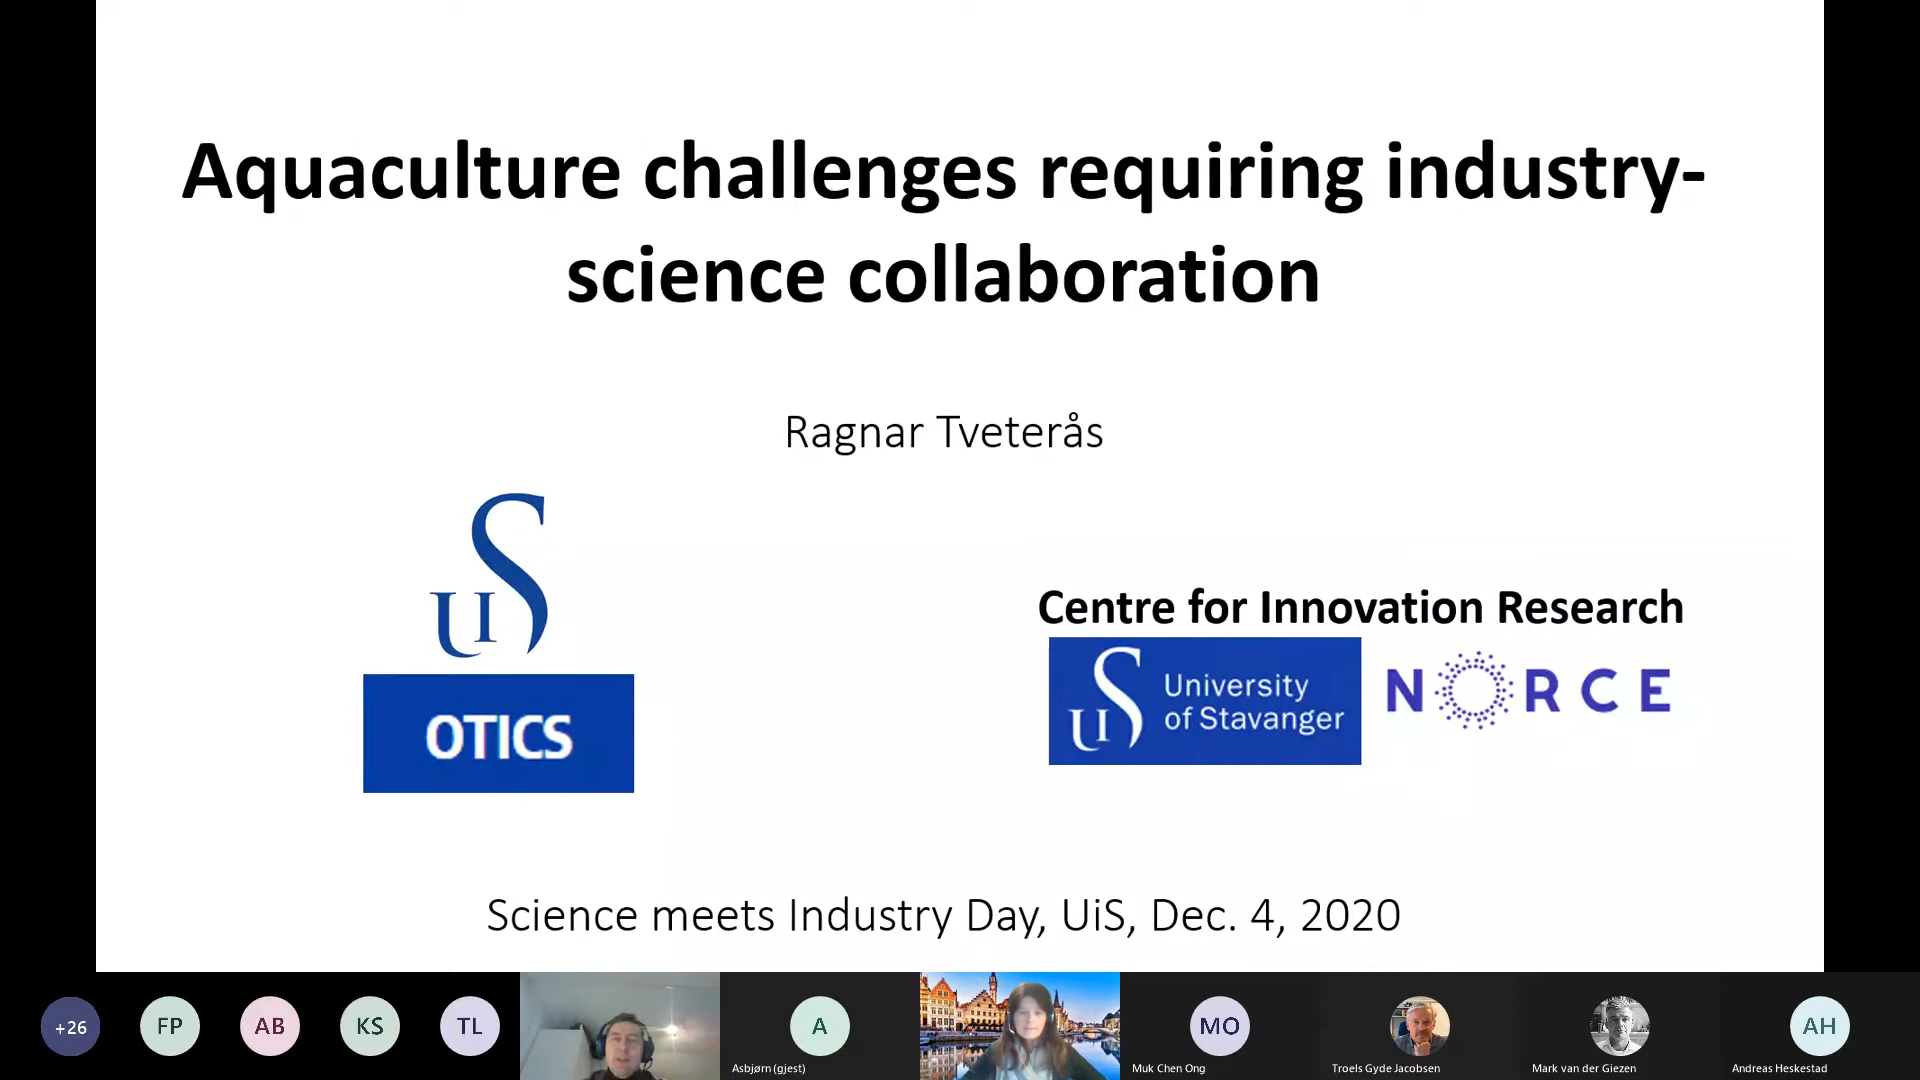 Aquaculture challenges requiring industry-
science collaboration
Ragnar Tveterås
UiS
OTICS
Centre for Innovation Research
UiS
University
of Stavanger
NORCE
Science meets Industry Day, UiS, Dec. 4, 2020
+26
FP
AB
KS
TL
A
Asbjørn (gjest)
MO
Muk Chen Ong
Troels Gyde Jacobsen
Mark van der Giezen
AH
Andreas Heskestad